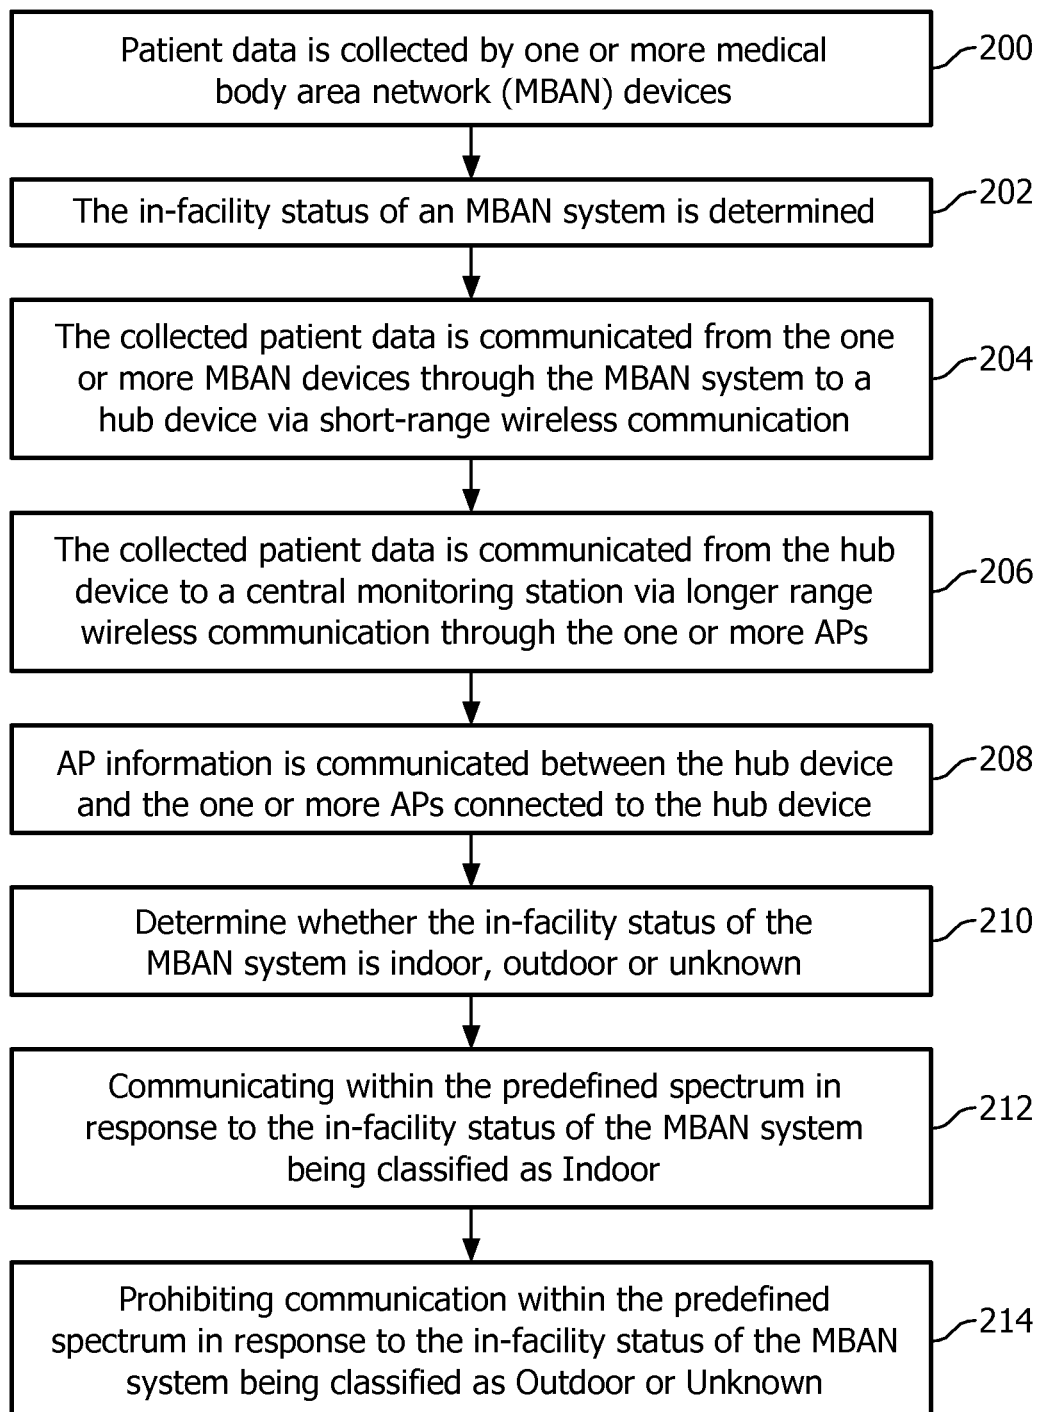 Patient data is collected by one or more medical
body area network (MBAN) devices
200
The in-facility status of an MBAN system is determined
202
The collected patient data is communicated from the one
or more MBAN devices through the MBAN system to a
hub device via short-range wireless communication
204
The collected patient data is communicated from the hub
device to a central monitoring station via longer range
wireless communication through the one or more APs
206
AP information is communicated between the hub device
and the one or more APs connected to the hub device
208
Determine whether the in-facility status of the
MBAN system is indoor, outdoor or unknown
210
Communicating within the predefined spectrum in
response to the in-facility status of the MBAN system
being classified as Indoor
212
Prohibiting communication within the predefined
spectrum in response to the in-facility status of the MBAN
system being classified as Outdoor or Unknown
214